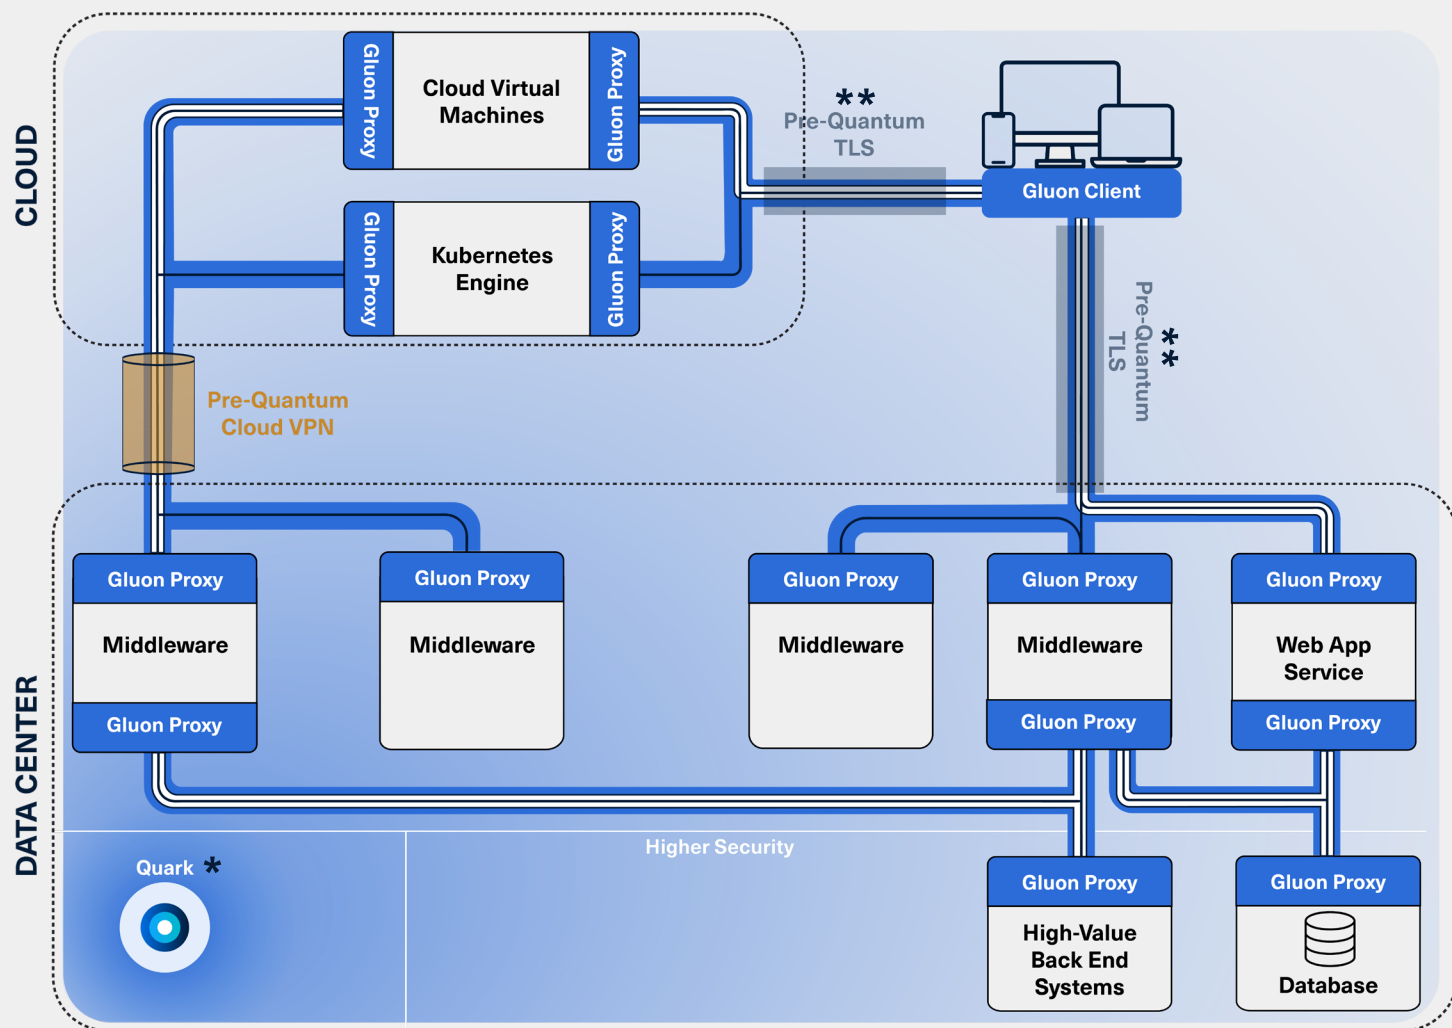 CLOUD
Gluon Proxy
Cloud Virtual
Machines
Gluon Proxy
Gluon Proxy
Kubernetes
Engine
Gluon Proxy
**
Pre-Quantum
TLS
Gluon Client
Pre-Quantum
TLS
**
Pre-Quantum
Cloud VPN
DATA CENTER
Gluon Proxy
Middleware
Gluon Proxy
Gluon Proxy
Middleware
Gluon Proxy
Middleware
Gluon Proxy
Middleware
Gluon Proxy
Gluon Proxy
Web App
Service
Gluon Proxy
Higher Security
Quark *
Gluon Proxy
High-Value
Back End
Systems
Gluon Proxy
Database